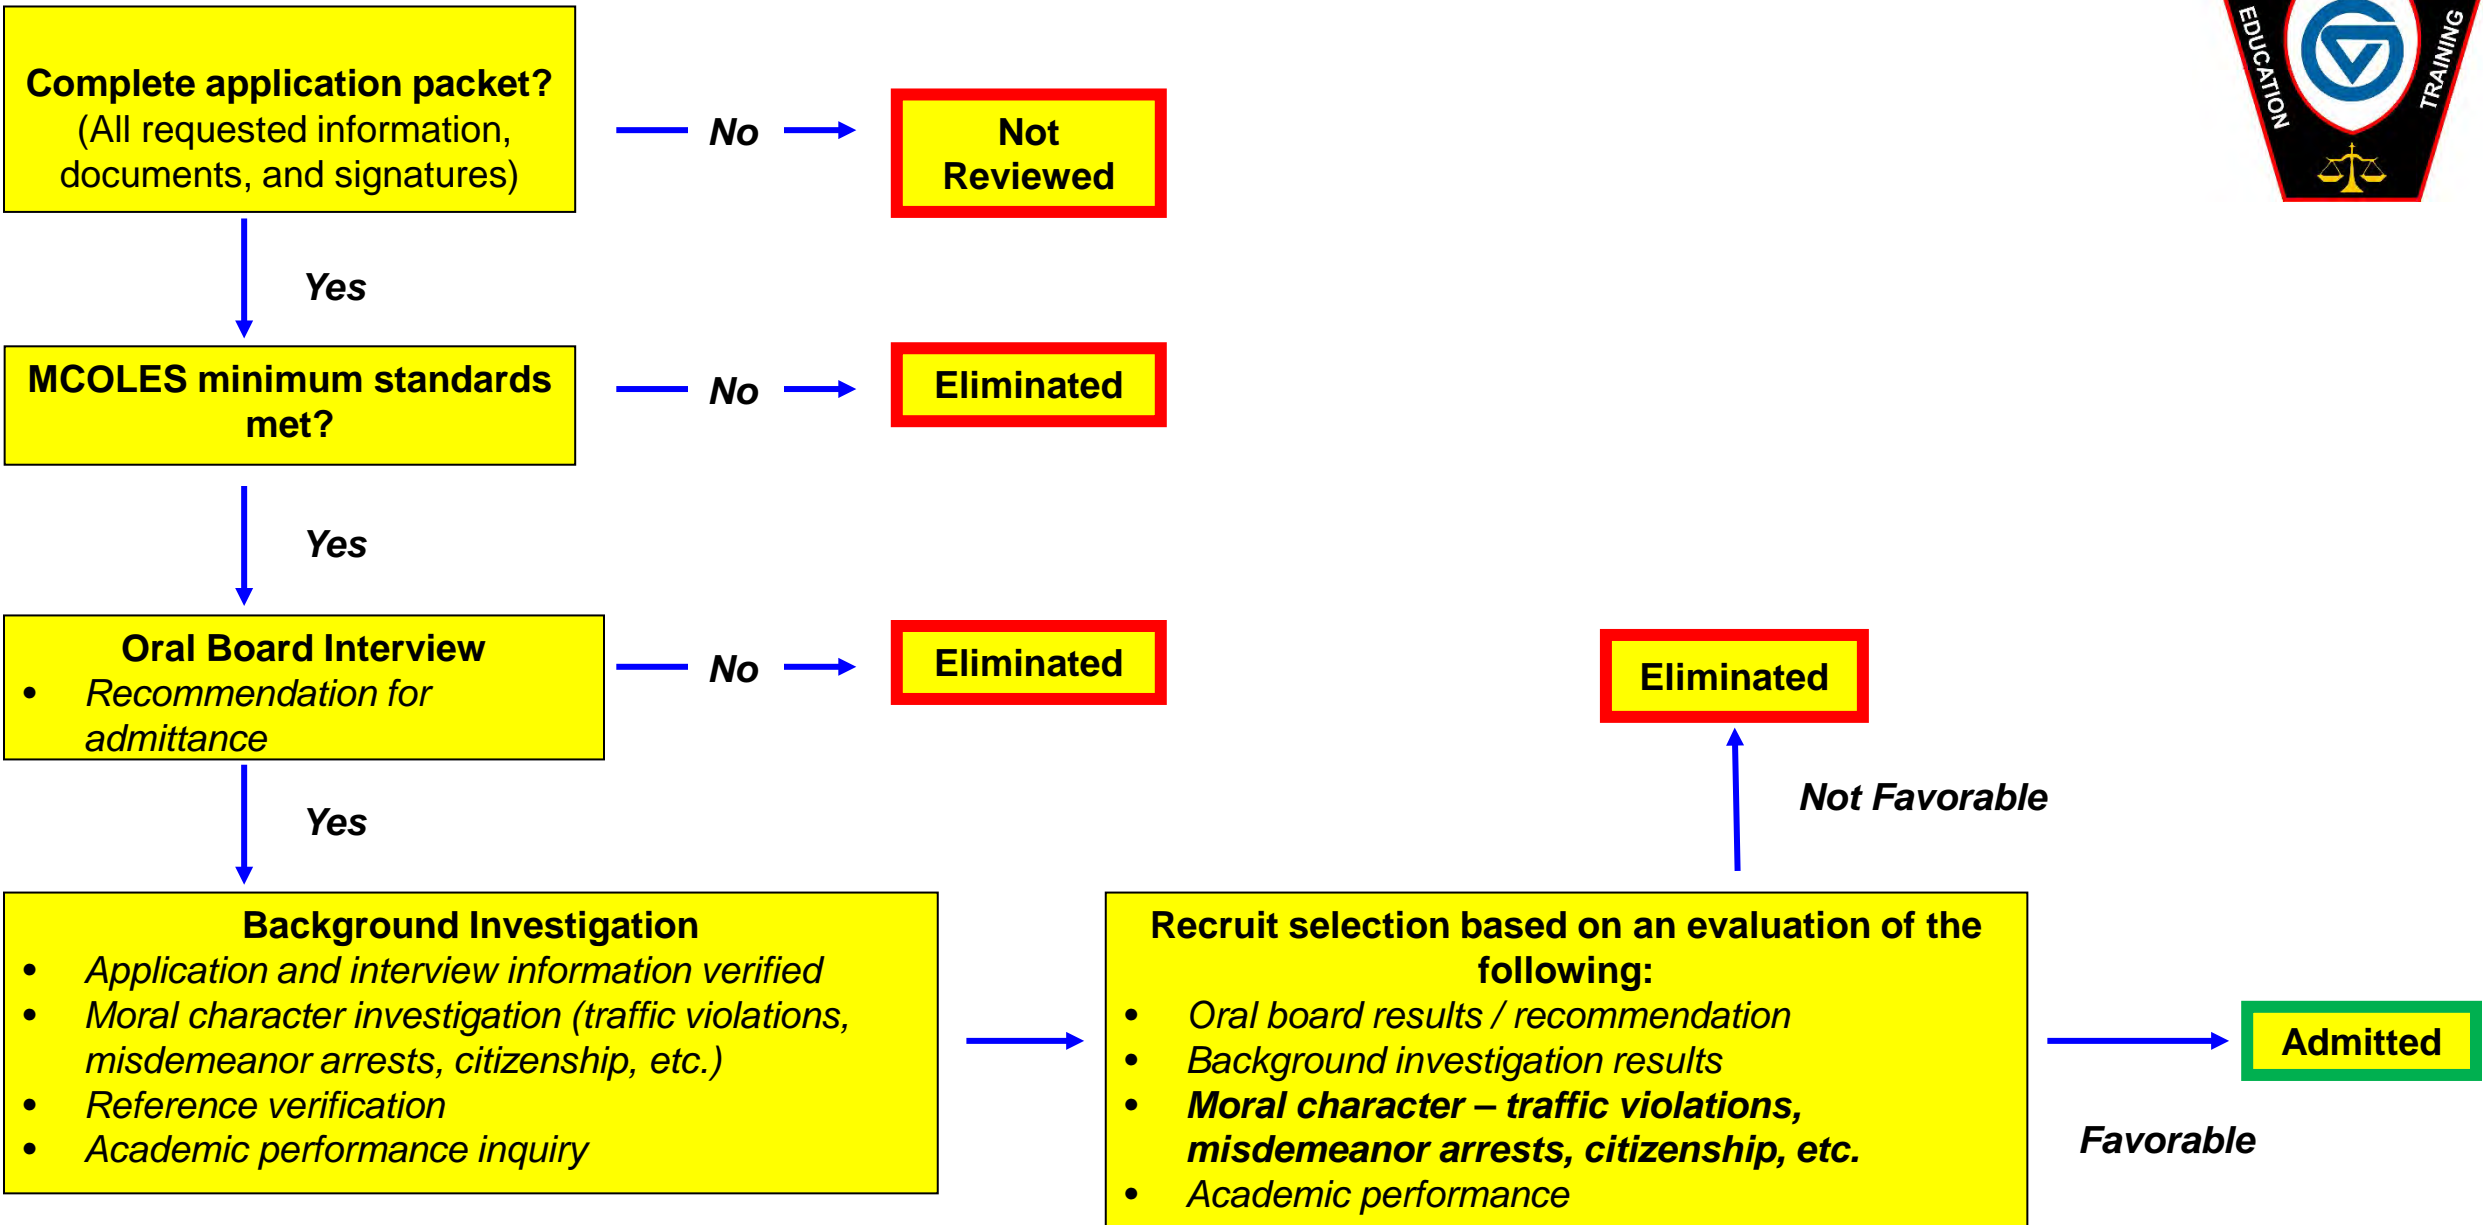 Complete application packet?
(All requested information,
documents, and signatures)
No
Not
Reviewed
EDUCATION
TRAINING
Yes
MCOLES minimum standards
met?
No
Eliminated
Yes
Oral Board Interview
• Recommendation for
admittance
No
Eliminated
Eliminated
Not Favorable
Yes
Background Investigation
• Application and interview information verified
• Moral character investigation (traffic violations,
misdemeanor arrests, citizenship, etc.)
• Reference verification
• Academic performance inquiry
Recruit selection based on an evaluation of the
following:
• Oral board results / recommendation
• Background investigation results
• Moral character – traffic violations,
misdemeanor arrests, citizenship, etc.
• Academic performance
Admitted
Favorable